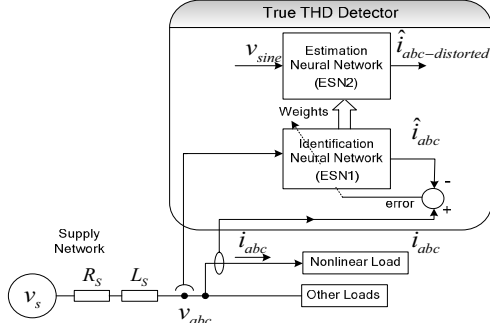 True THD Detector
v_sine
Estimation
Neural Network
(ESN2)
î_abc-distorted
Weights
Identification
Neural Network
(ESN1)
î_abc
-
error
+
Supply
Network
i_abc
i_abc
Nonlinear Load
R_S
L_S
v_s
v_abc
Other Loads